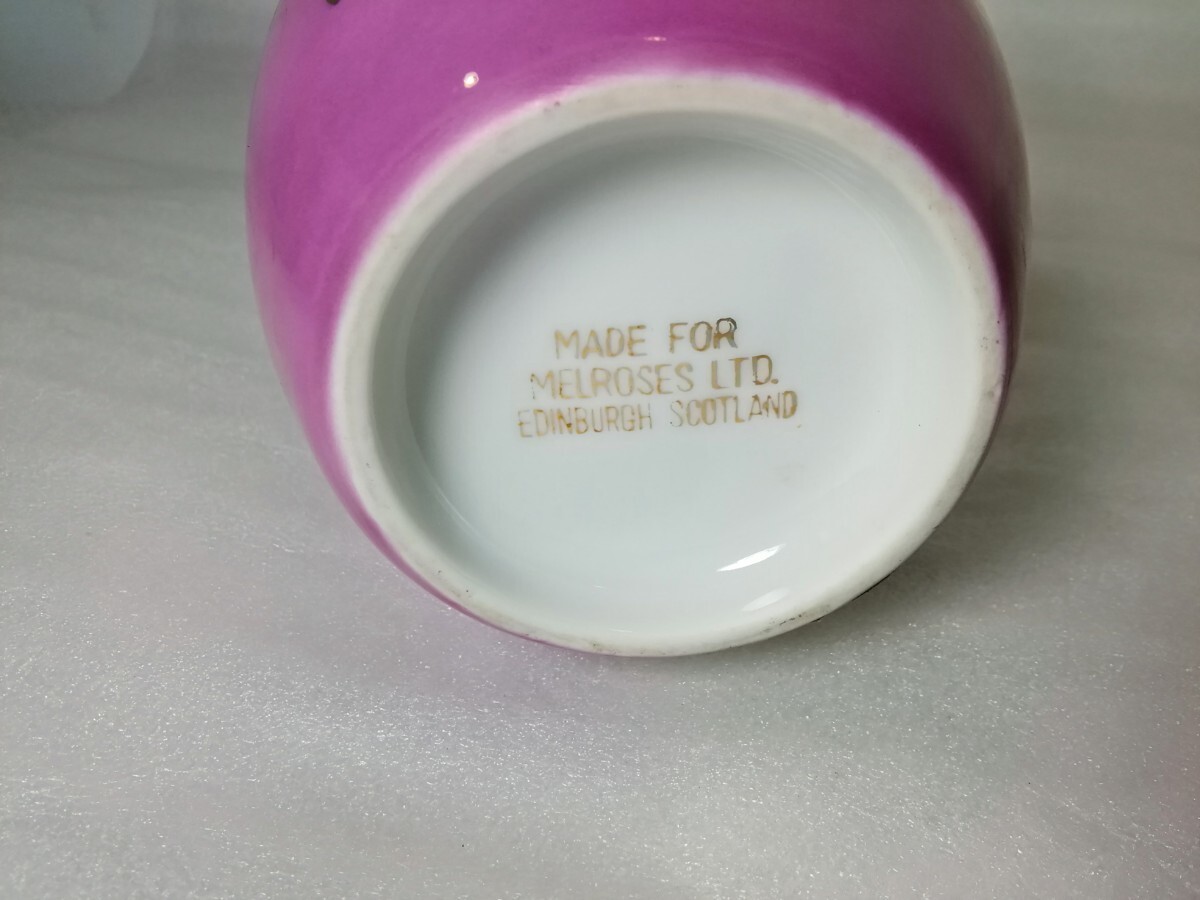 MADE FOR
MELROSES LTD.
EDINBURGH SCOTLAND